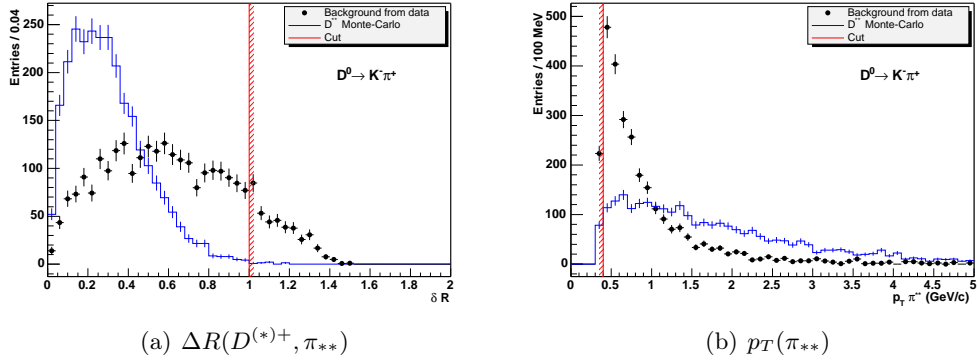 Entries / 0.04
250
200
150
100
50
0
0 0.2 0.4 0.6 0.8 1 1.2 1.4 1.6 1.8 2
δ R
Background from data
D** Monte-Carlo
Cut
D⁰→ K⁻π⁺
(a) ΔR(D^(*)+, π**)
Entries / 100 MeV
500
400
300
200
100
0
0 0.5 1 1.5 2 2.5 3 3.5 4 4.5 5
p_T π** (GeV/c)
Background from data
D** Monte-Carlo
Cut
D⁰→ K⁻π⁺
(b) p_T(π**)